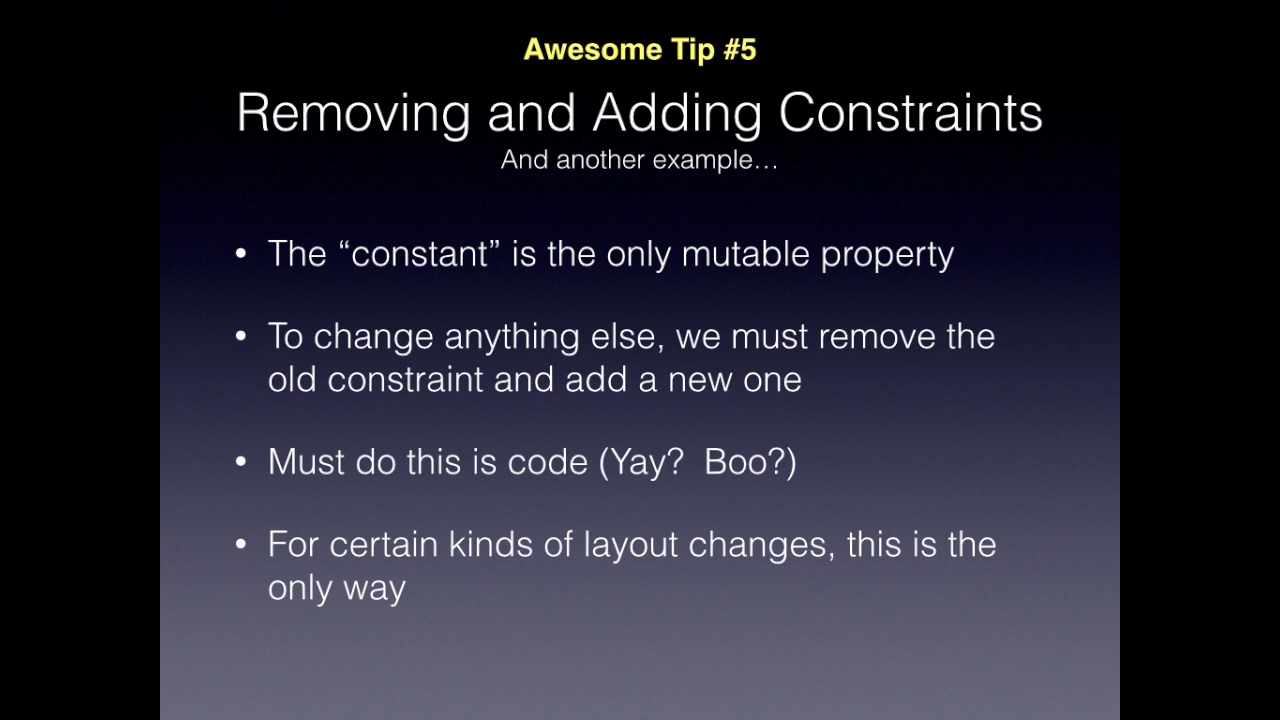 Awesome Tip #5
Removing and Adding Constraints
And another example…
• The “constant” is the only mutable property
• To change anything else, we must remove the
old constraint and add a new one
• Must do this is code (Yay?  Boo?)
• For certain kinds of layout changes, this is the
only way